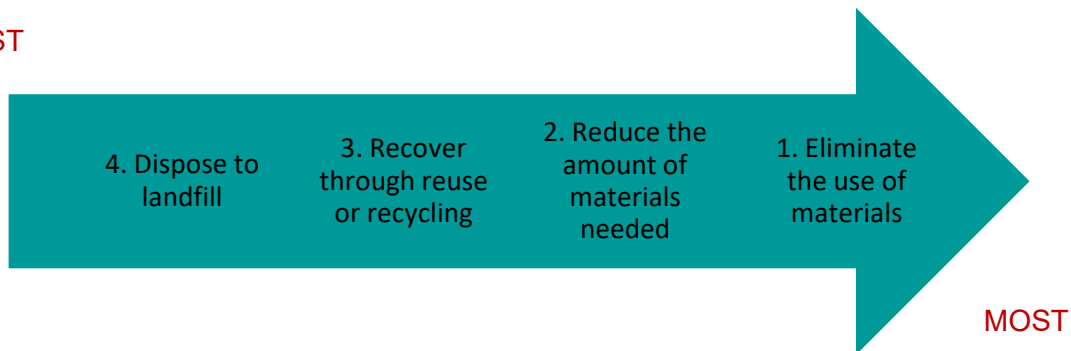 ST
4. Dispose to
landfill
3. Recover
through reuse
or recycling
2. Reduce the
amount of
materials
needed
1. Eliminate
the use of
materials
MOST